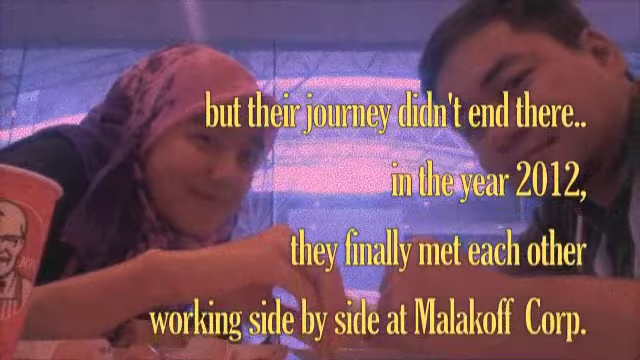 but their journey didn't end there..
in the year 2012,
they finally met each other
working side by side at Malakoff Corp.